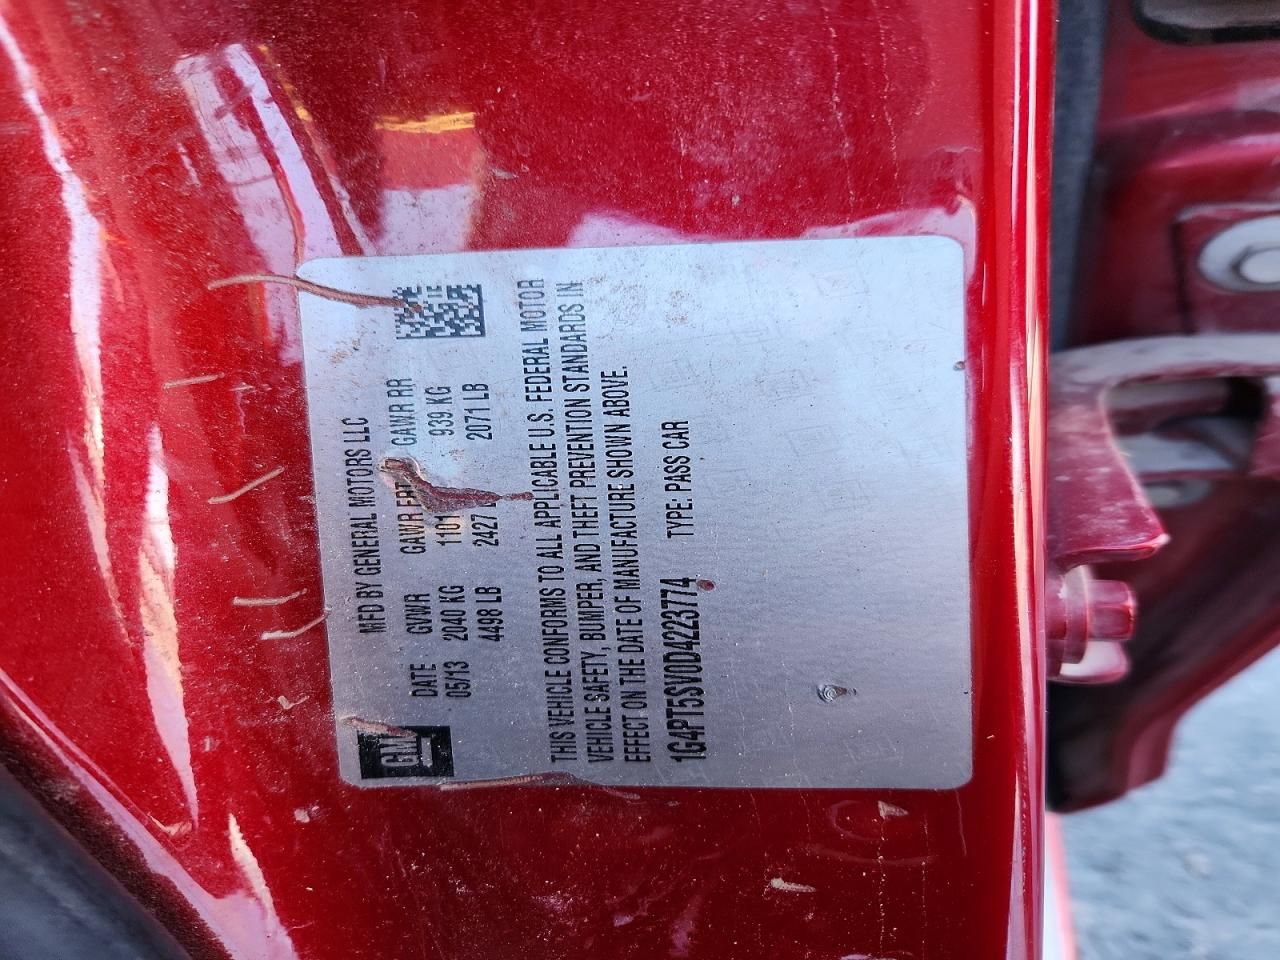 GM
MFD BY GENERAL MOTORS LLC
DATE GVWR GAWR FRT GAWR RR
05/13 2040 KG 1101 939 KG
4498 LB 2427 2071 LB
THIS VEHICLE CONFORMS TO ALL APPLICABLE U.S. FEDERAL MOTOR
VEHICLE SAFETY, BUMPER, AND THEFT PREVENTION STANDARDS IN
EFFECT ON THE DATE OF MANUFACTURE SHOWN ABOVE.
1G4PT5SV0D4223774 TYPE: PASS CAR